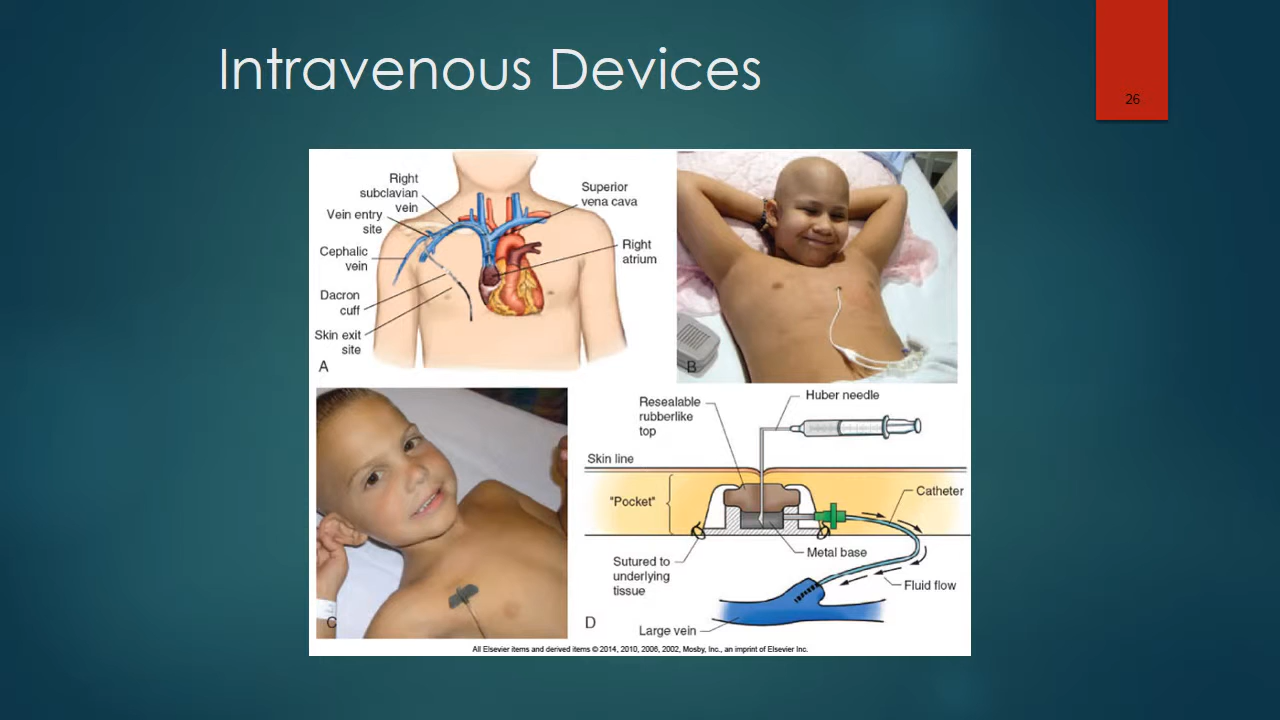 Intravenous Devices
26
Right
subclavian
vein
Vein entry
site
Cephalic
vein
Dacron
cuff
Skin exit
site
Superior
vena cava
Right
atrium
A
B
C
Resealable
rubberlike
top
Huber needle
Skin line
"Pocket"
Catheter
Metal base
Sutured to
underlying
tissue
Fluid flow
Large vein
D
All Elsevier items and derived items © 2014, 2010, 2006, 2002, Mosby, Inc., an imprint of Elsevier Inc.